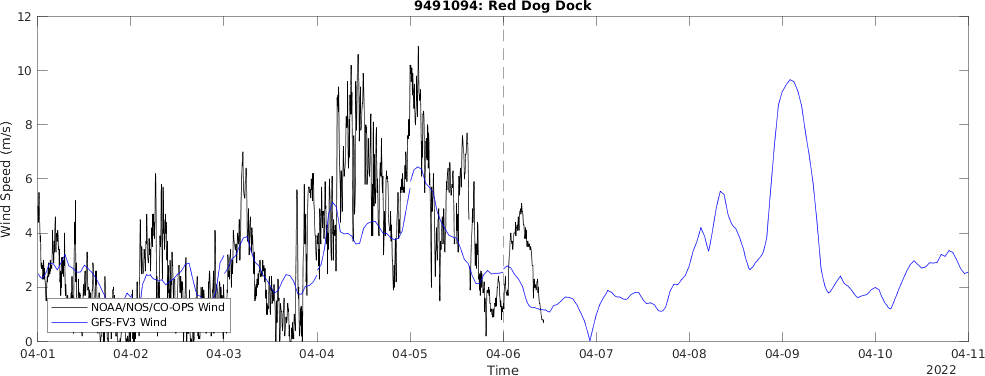 9491094: Red Dog Dock
12
10
8
6
4
2
0
Wind Speed (m/s)
NOAA/NOS/CO-OPS Wind
GFS-FV3 Wind
04-01 04-02 04-03 04-04 04-05 04-06 04-07 04-08 04-09 04-10 04-11
Time
2022